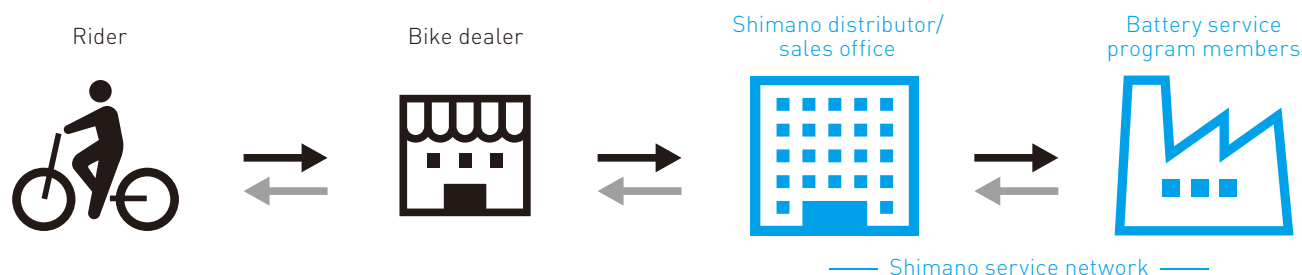 Rider
Bike dealer
Shimano distributor/
sales office
Battery service
program members
Shimano service network